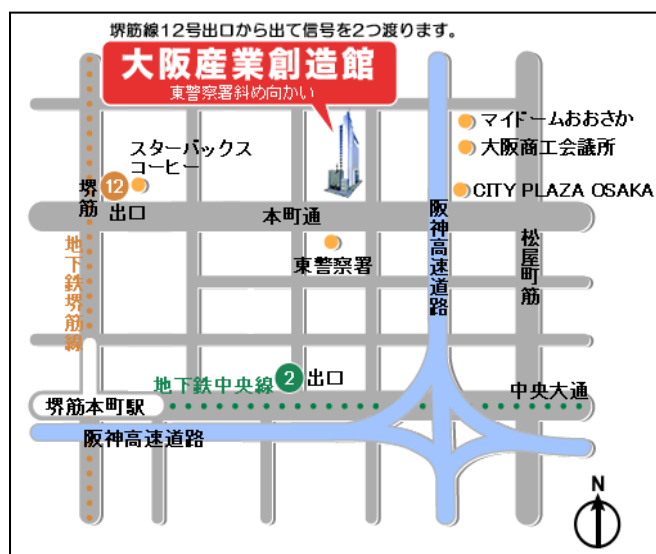 堺筋線12号出口から出て信号を2つ渡ります。
大阪産業創造館
東警察署斜め向かい
マイドームおおさか
大阪商工会議所
CITY PLAZA OSAKA
スターバックス
コーヒー
堺筋
12
出口
本町通
東警察署
阪神高速道路
松屋町筋
地下鉄堺筋線
地下鉄中央線
2
出口
中央大通
堺筋本町駅
阪神高速道路
N